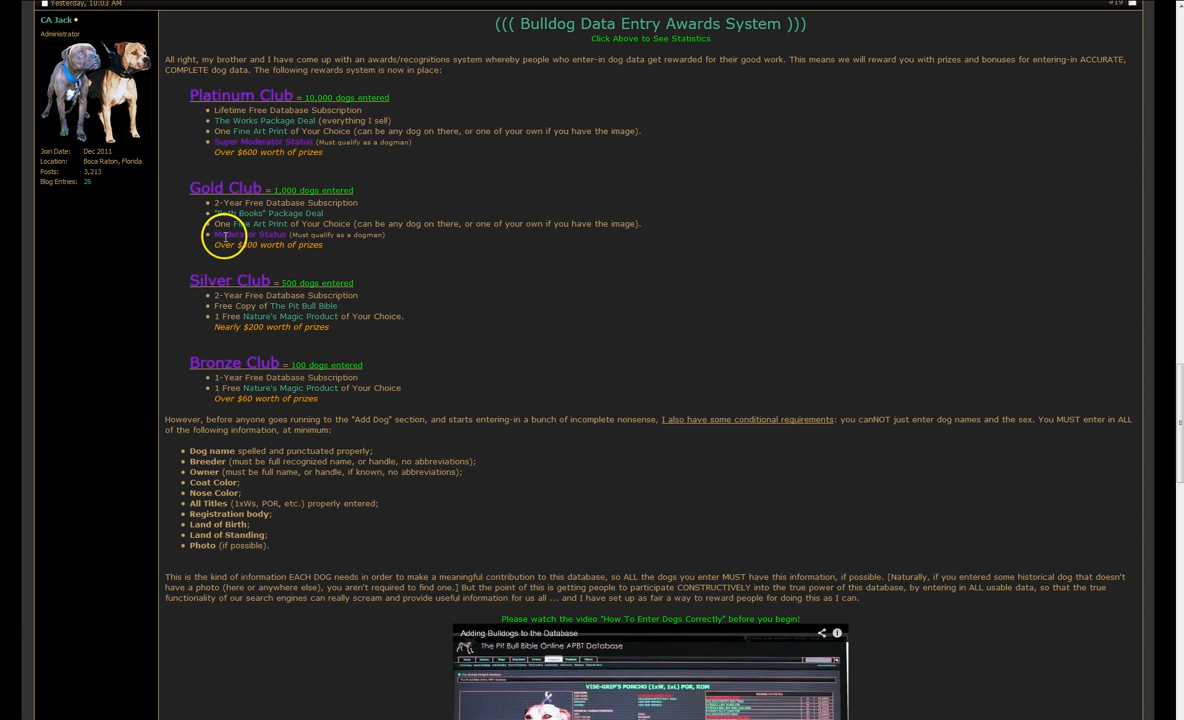 Yesterday, 10:03 AM
#19
CA Jack
Administrator
Join Date: Dec 2011
Location: Boca Raton, Florida
Posts: 3,213
Blog Entries: 26
((( Bulldog Data Entry Awards System )))
Click Above to See Statistics
All right, my brother and I have come up with an awards/recognitions system whereby people who enter-in dog data get rewarded for their good work. This means we will reward you with prizes and bonuses for entering-in ACCURATE,
COMPLETE dog data. The following rewards system is now in place:
Platinum Club = 10,000 dogs entered
• Lifetime Free Database Subscription
• The Works Package Deal (everything I sell)
• One Fine Art Print of Your Choice (can be any dog on there, or one of your own if you have the image).
• Super Moderator Status (Must qualify as a dogman)
Over $600 worth of prizes
Gold Club = 1,000 dogs entered
• 2-Year Free Database Subscription
• "Both Books" Package Deal
• One Fine Art Print of Your Choice (can be any dog on there, or one of your own if you have the image).
• Moderator Status (Must qualify as a dogman)
Over $300 worth of prizes
Silver Club = 500 dogs entered
• 2-Year Free Database Subscription
• Free Copy of The Pit Bull Bible
• 1 Free Nature's Magic Product of Your Choice.
Nearly $200 worth of prizes
Bronze Club = 100 dogs entered
• 1-Year Free Database Subscription
• 1 Free Nature's Magic Product of Your Choice
Over $60 worth of prizes
However, before anyone goes running to the "Add Dog" section, and starts entering-in a bunch of incomplete nonsense, I also have some conditional requirements: you canNOT just enter dog names and the sex. You MUST enter in ALL
of the following information, at minimum:
• Dog name spelled and punctuated properly;
• Breeder (must be full recognized name, or handle, no abbreviations);
• Owner (must be full name, or handle, if known, no abbreviations);
• Coat Color;
• Nose Color;
• All Titles (1xWs, POR, etc.) properly entered;
• Registration body;
• Land of Birth;
• Land of Standing;
• Photo (if possible).
This is the kind of information EACH DOG needs in order to make a meaningful contribution to this database, so ALL the dogs you enter MUST have this information, if possible. [Naturally, if you entered some historical dog that doesn't
have a photo (here or anywhere else), you aren't required to find one.] But the point of this is getting people to participate CONSTRUCTIVELY into the true power of this database, by entering in ALL usable data, so that the true
functionality of our search engines can really scream and provide useful information for us all ... and I have set up as fair a way to reward people for doing this as I can.
Please watch the video "How To Enter Dogs Correctly" before you begin!
Adding Bulldogs to the Database
The Pit Bull Bible Online APBT Database
VISE-GRIP'S PONCHO (1xW, 1xL) POR, ROM